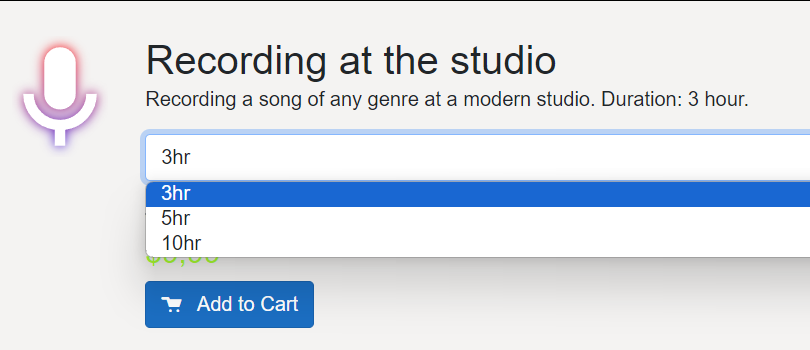 Recording at the studio
Recording a song of any genre at a modern studio. Duration: 3 hour.
3hr
3hr
5hr
10hr
Add to Cart